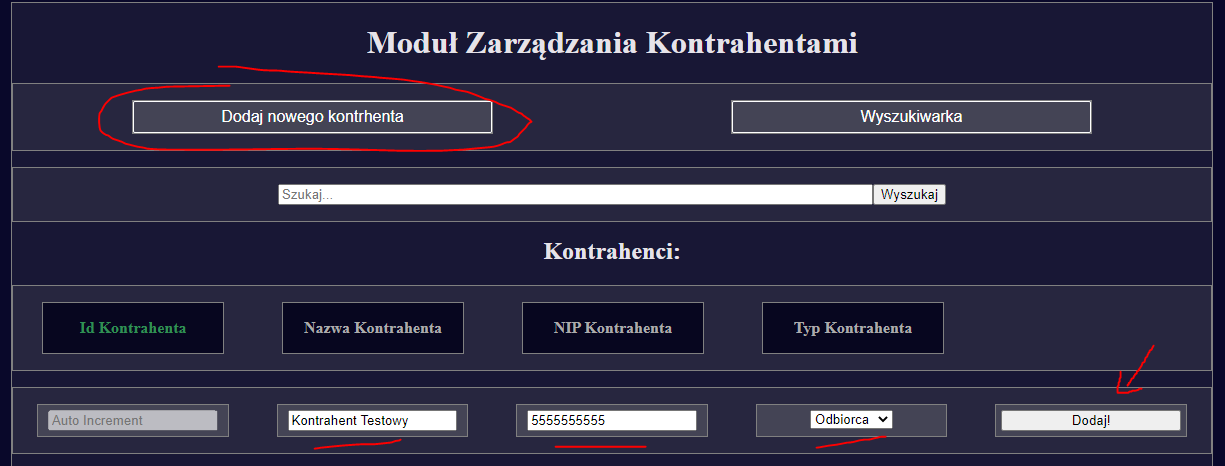 Moduł Zarządzania Kontrahentami
Dodaj nowego kontrhenta Wyszukiwarka
Szukaj... Wyszukaj
Kontrahenci:
Id Kontrahenta Nazwa Kontrahenta NIP Kontrahenta Typ Kontrahenta
Auto Increment Kontrahent Testowy 5555555555 Odbiorca Dodaj!